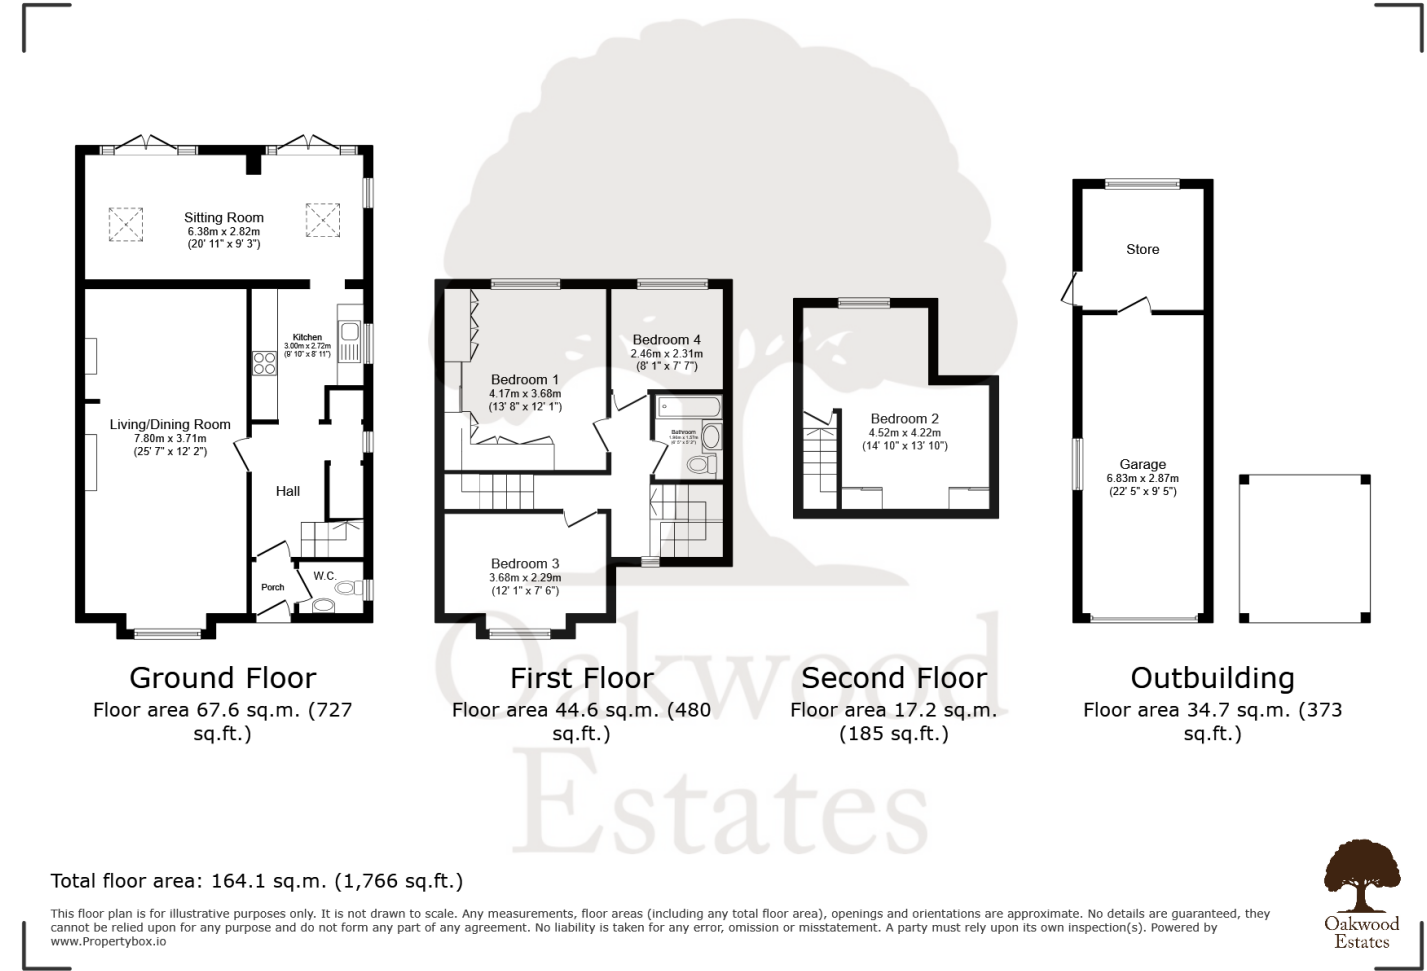 Sitting Room
6.38m x 2.82m
(20' 11" x 9' 3")
Kitchen
3.00m x 2.72m
(9' 10" x 8' 11")
Living/Dining Room
7.80m x 3.71m
(25' 7" x 12' 2")
Hall
Porch
W.C.
Ground Floor
Floor area 67.6 sq.m. (727
sq.ft.)
Bedroom 1
4.17m x 3.68m
(13' 8" x 12' 1")
Bedroom 4
2.46m x 2.31m
(8' 1" x 7' 7")
Bathroom
Bedroom 3
3.68m x 2.29m
(12' 1" x 7' 6")
First Floor
Floor area 44.6 sq.m. (480
sq.ft.)
Bedroom 2
4.52m x 4.22m
(14' 10" x 13' 10")
Second Floor
Floor area 17.2 sq.m.
(185 sq.ft.)
Store
Garage
6.83m x 2.87m
(22' 5" x 9' 5")
Outbuilding
Floor area 34.7 sq.m. (373
sq.ft.)
Oakwood
Estates
Total floor area: 164.1 sq.m. (1,766 sq.ft.)
This floor plan is for illustrative purposes only. It is not drawn to scale. Any measurements, floor areas (including any total floor area), openings and orientations are approximate. No details are guaranteed, they
cannot be relied upon for any purpose and do not form any part of any agreement. No liability is taken for any error, omission or misstatement. A party must rely upon its own inspection(s). Powered by
www.Propertybox.io
Oakwood
Estates